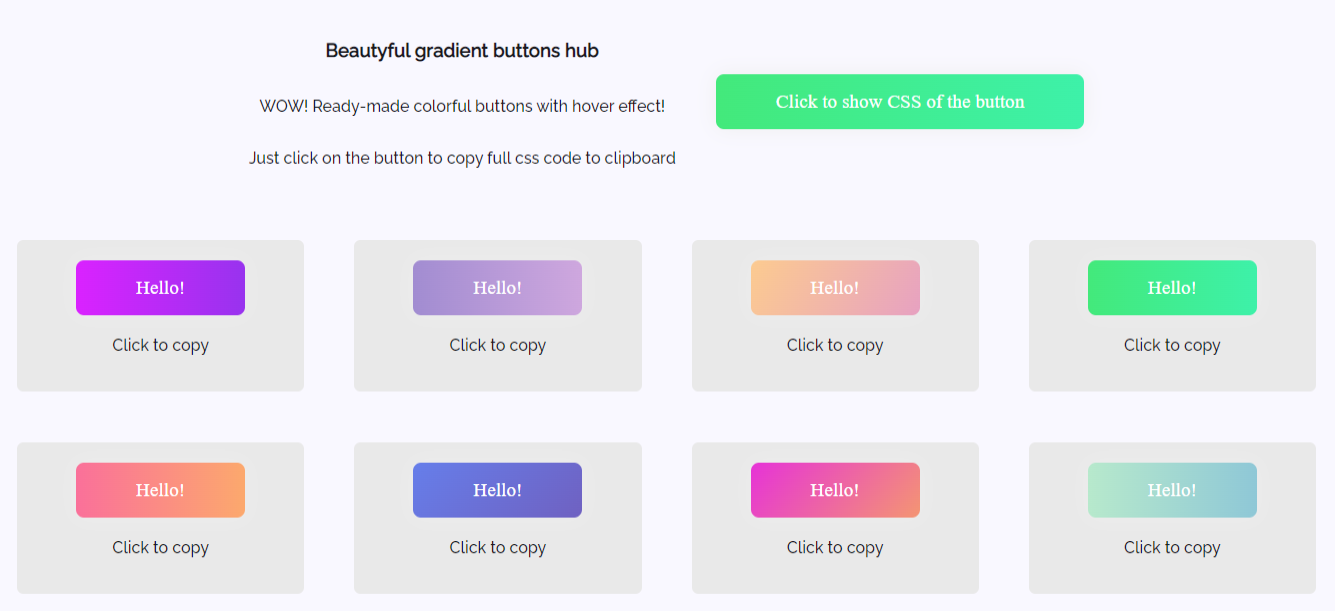 Beautyful gradient buttons hub
WOW! Ready-made colorful buttons with hover effect!
Just click on the button to copy full css code to clipboard
Click to show CSS of the button
Hello!
Click to copy
Hello!
Click to copy
Hello!
Click to copy
Hello!
Click to copy
Hello!
Click to copy
Hello!
Click to copy
Hello!
Click to copy
Hello!
Click to copy